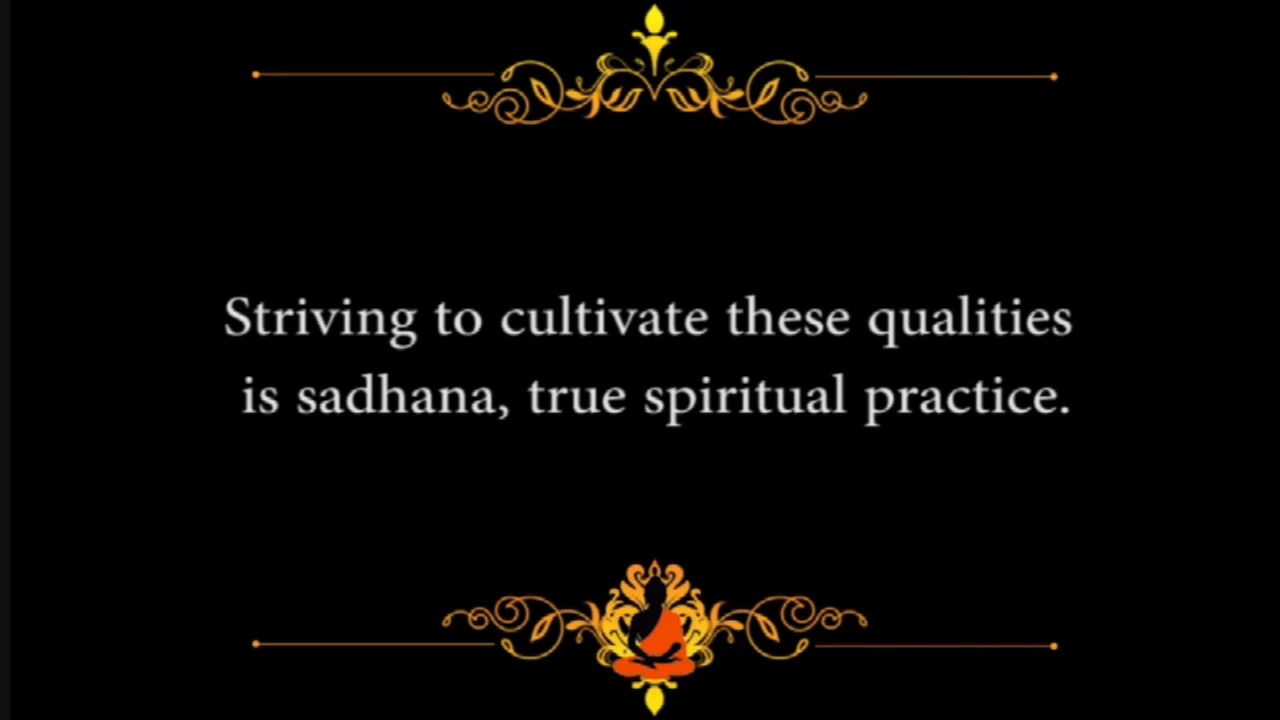 Striving to cultivate these qualities
is sadhana, true spiritual practice.